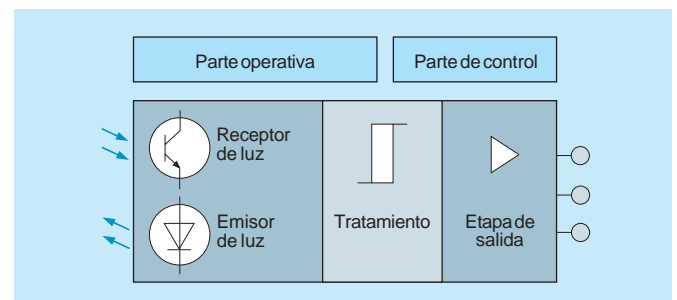 Parte operativa
Parte de control
Receptor
de luz
Emisor
de luz
Tratamiento
Etapa de
salida